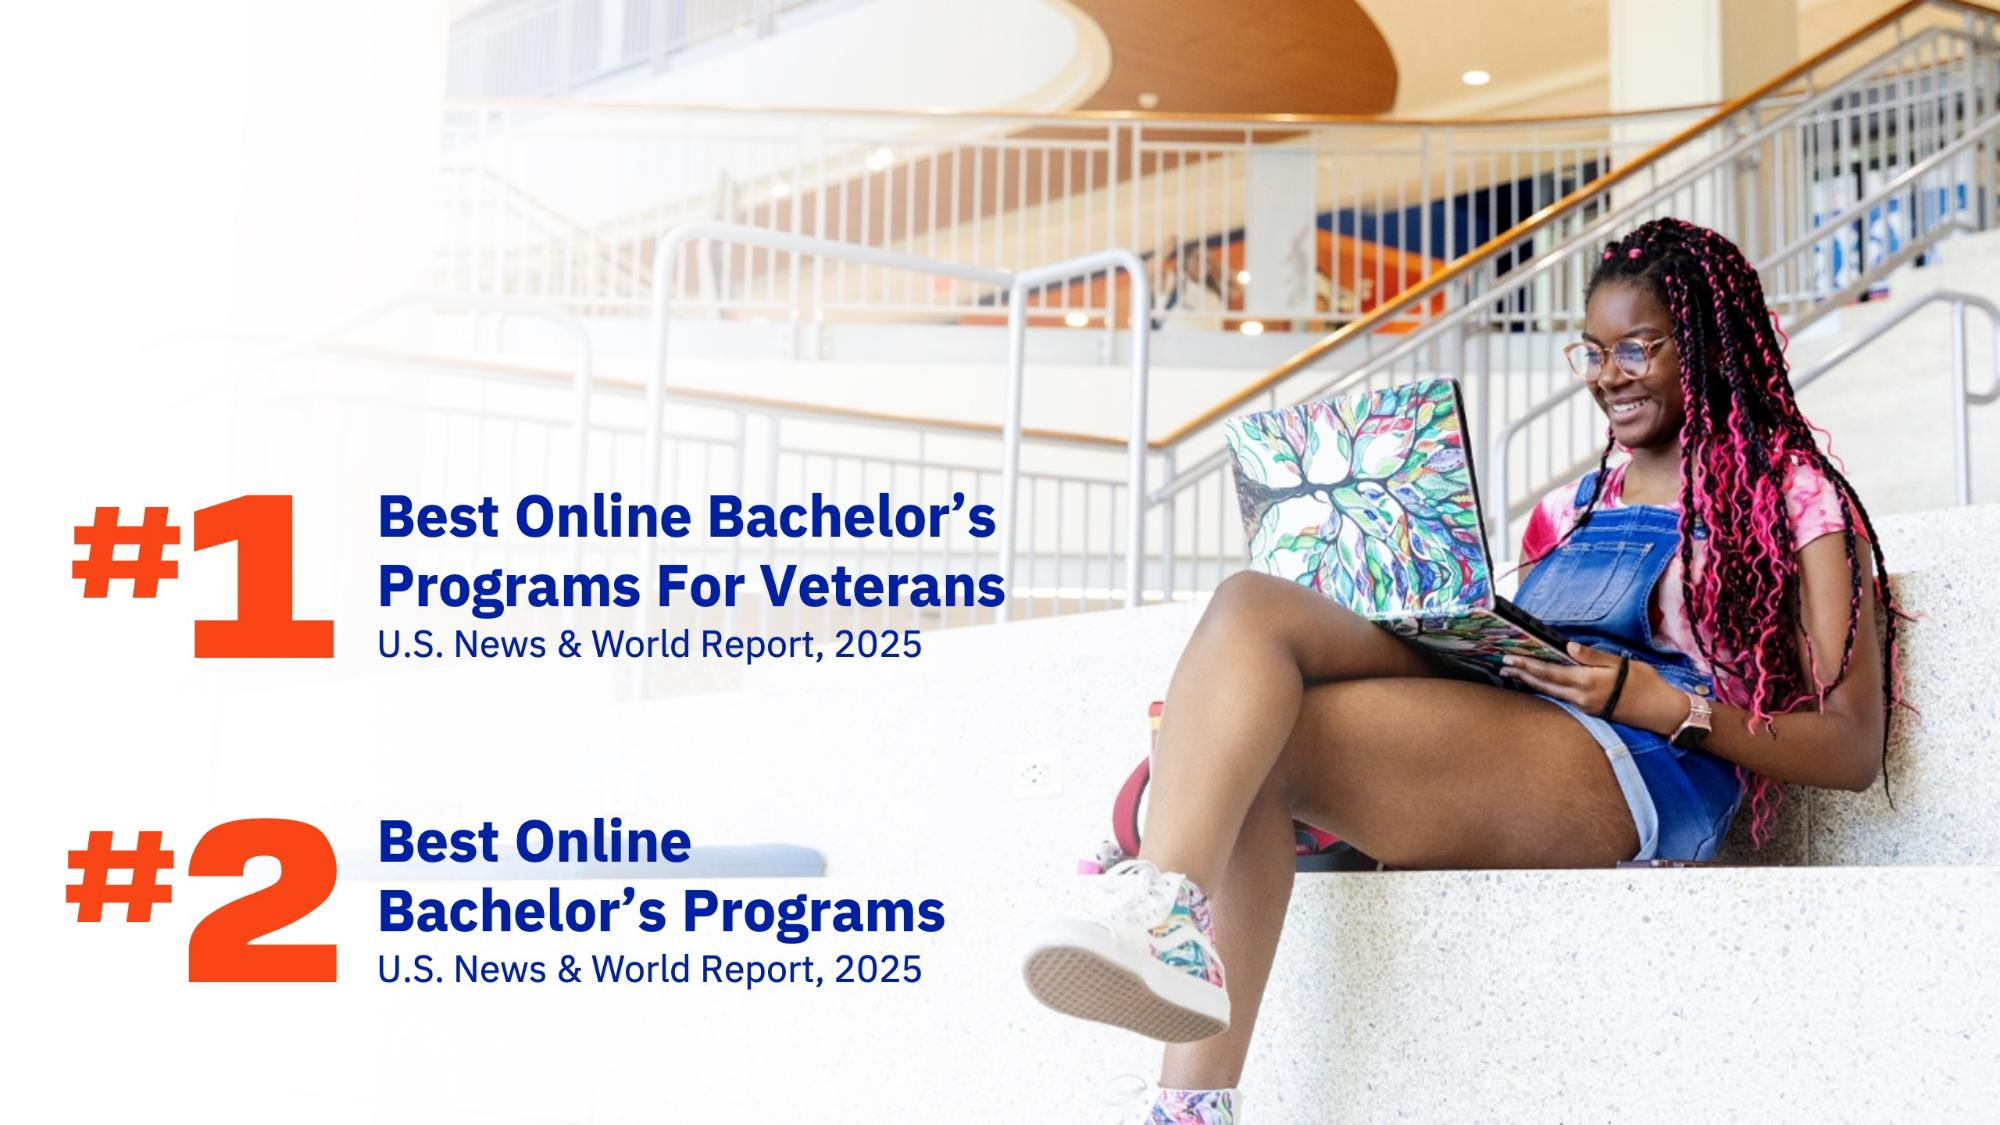 #1
Best Online Bachelor’s
Programs For Veterans
U.S. News & World Report, 2025
#2
Best Online
Bachelor’s Programs
U.S. News & World Report, 2025